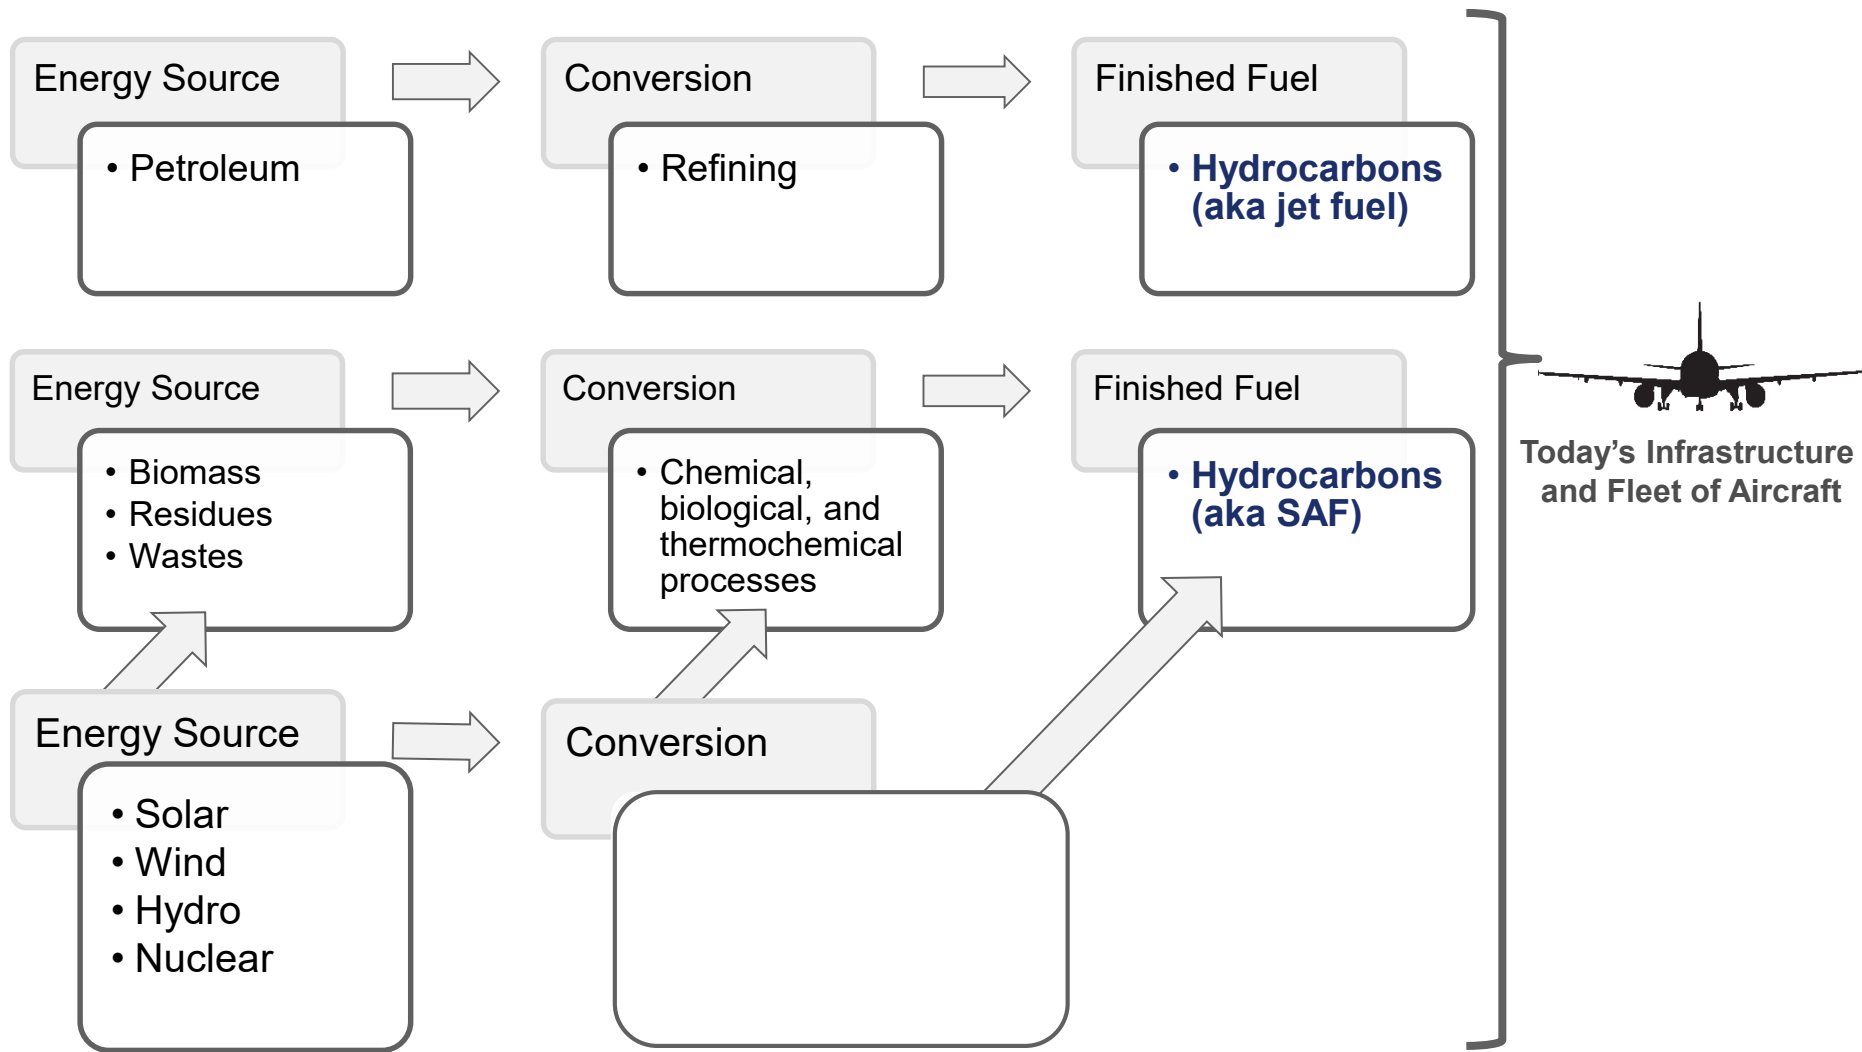 Energy Source
• Petroleum
Conversion
• Refining
Finished Fuel
• Hydrocarbons
(aka jet fuel)
Energy Source
• Biomass
• Residues
• Wastes
Conversion
• Chemical,
biological, and
thermochemical
processes
Finished Fuel
• Hydrocarbons
(aka SAF)
Energy Source
• Solar
• Wind
• Hydro
• Nuclear
Conversion
Today’s Infrastructure
and Fleet of Aircraft